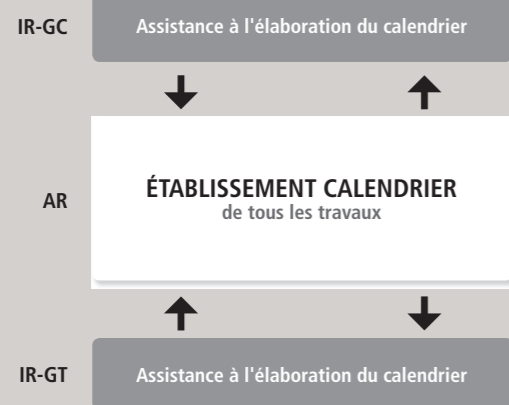 IR-GC
Assistance à l'élaboration du calendrier
AR
ÉTABLISSEMENT CALENDRIER
de tous les travaux
IR-GT
Assistance à l'élaboration du calendrier